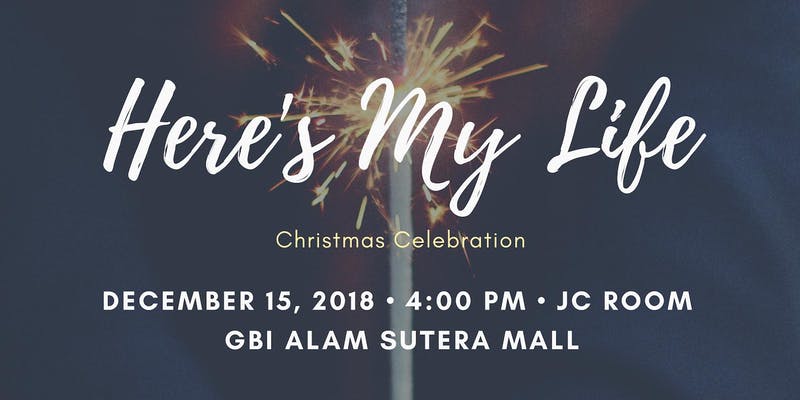 Here's My Life
Christmas Celebration
DECEMBER 15, 2018 • 4:00 PM • JC ROOM
GBI ALAM SUTERA MALL